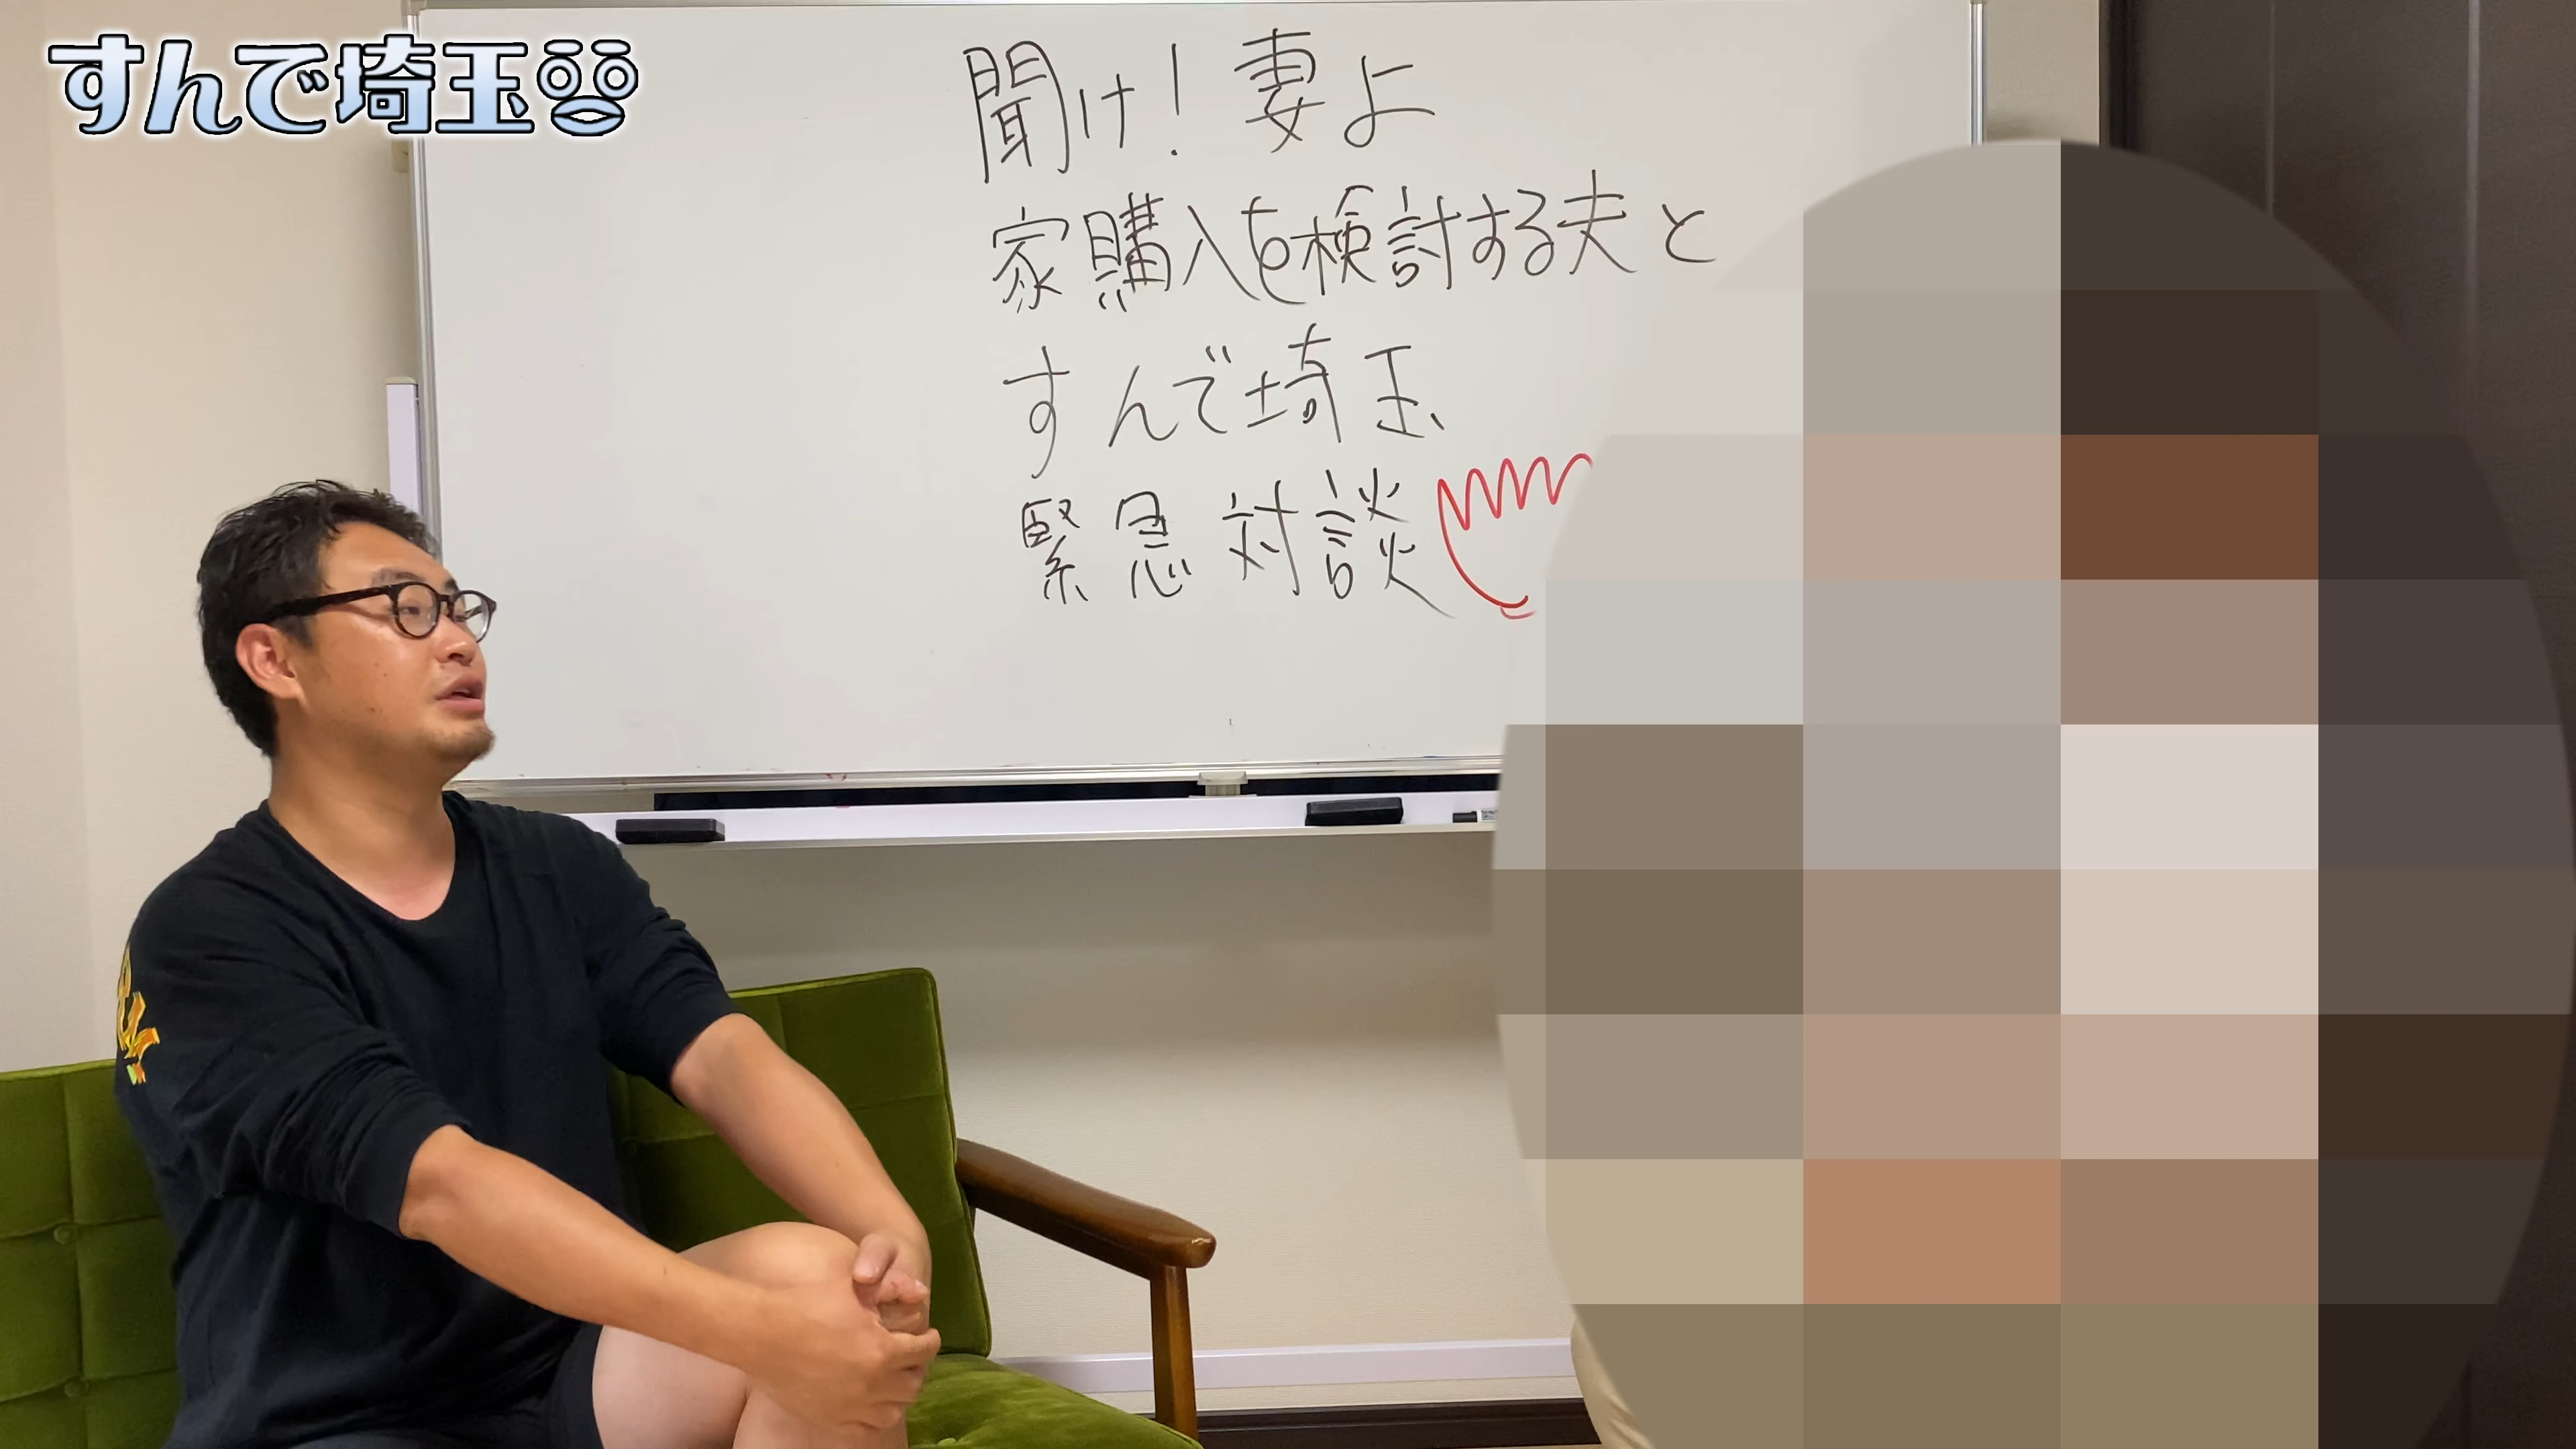 すんで埼玉
聞け!妻よ
家購入を検討する夫と
すんで埼玉
緊急対談